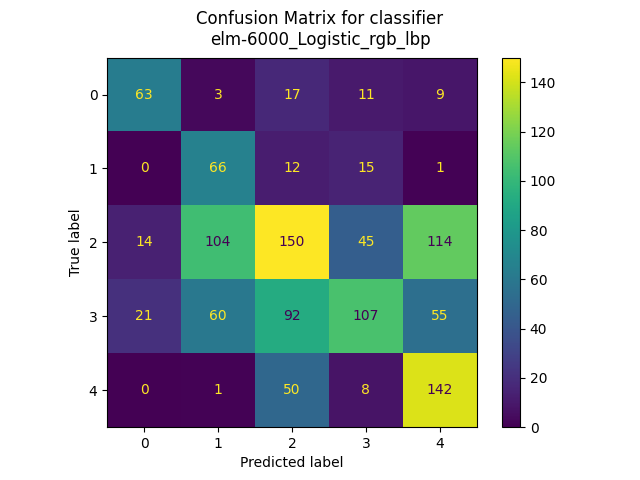 Confusion Matrix for classifier
elm-6000_Logistic_rgb_lbp
0 63 3 17 11 9
1 0 66 12 15 1
2 14 104 150 45 114
3 21 60 92 107 55
4 0 1 50 8 142
0 1 2 3 4
Predicted label
True label
140
120
100
80
60
40
20
0